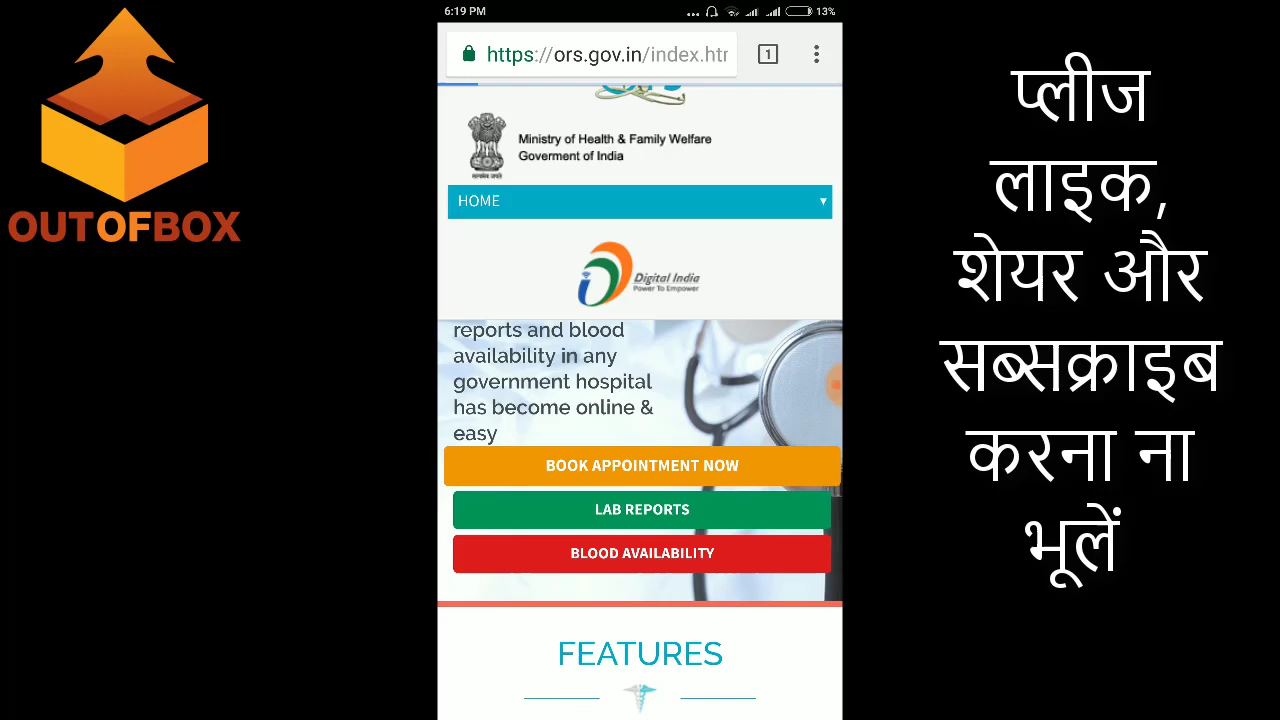 OUTOFBOX
6:19 PM
13%
https://ors.gov.in/index.htr
1
Ministry of Health & Family Welfare
Goverment of India
HOME
Digital India
Power To Empower
reports and blood
availability in any
government hospital
has become online &
easy
BOOK APPOINTMENT NOW
LAB REPORTS
BLOOD AVAILABILITY
FEATURES
प्लीज
लाइक,
शेयर और
सब्सक्राइब
करना ना
भूलें